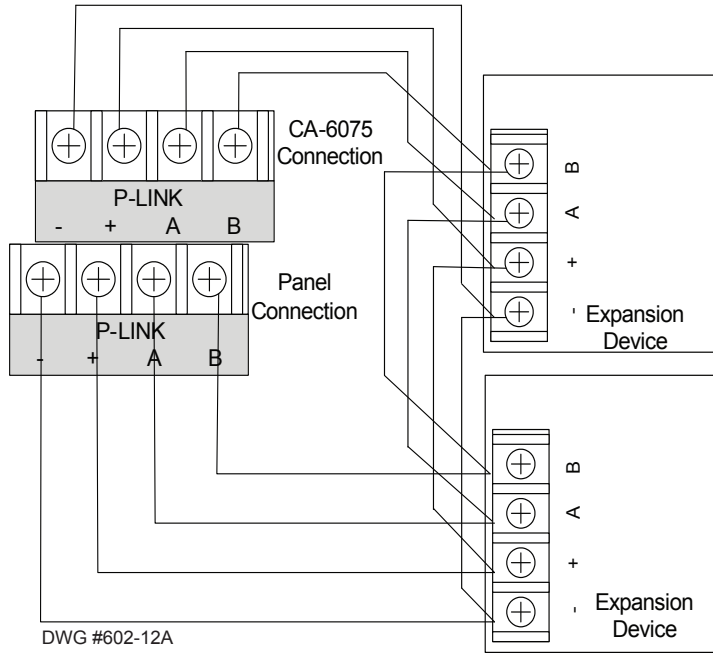 CA-6075
Connection
P-LINK
- + A B
Panel
Connection
P-LINK
- + A B
B
A
+
-
Expansion
Device
B
A
+
-
Expansion
Device
DWG #602-12A